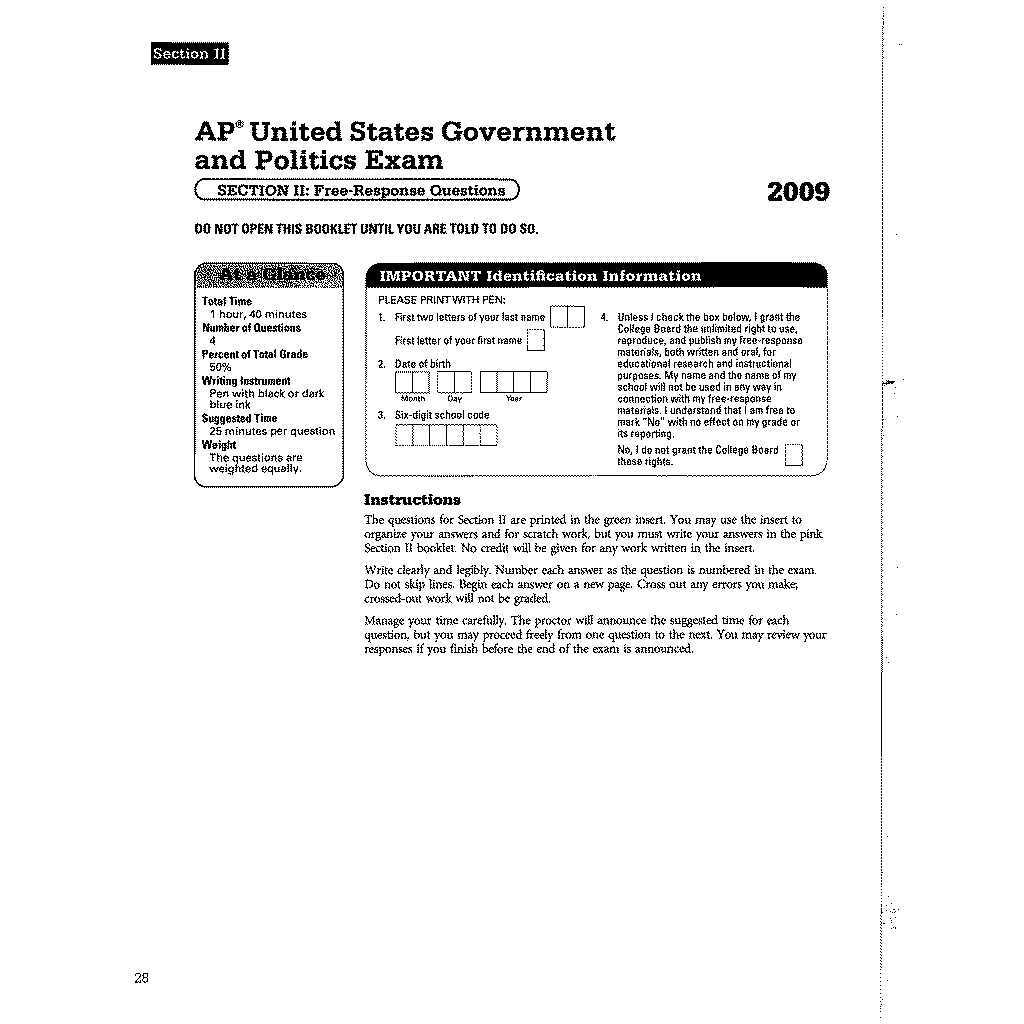 Section II
AP® United States Government
and Politics Exam
SECTION II: Free-Response Questions
2009
DO NOT OPEN THIS BOOKLET UNTIL YOU ARE TOLD TO DO SO.
At a Glance
Total Time
1 hour, 40 minutes
Number of Questions
4
Percent of Total Grade
50%
Writing Instrument
Pen with black or dark
blue ink
Suggested Time
25 minutes per question
Weight
The questions are
weighted equally.
IMPORTANT Identification Information
PLEASE PRINT WITH PEN:
1. First two letters of your last name
First letter of your first name
2. Date of birth
Month Day Year
3. Six-digit school code
4. Unless I check the box below, I grant the
College Board the unlimited right to use,
reproduce, and publish my free-response
materials, both written and oral, for
educational research and instructional
purposes. My name and the name of my
school will not be used in any way in
connection with my free-response
materials. I understand that I am free to
mark "No" with no effect on my grade or
its reporting.
No, I do not grant the College Board
these rights.
Instructions
The questions for Section II are printed in the green insert. You may use the insert to
organize your answers and for scratch work, but you must write your answers in the pink
Section II booklet. No credit will be given for any work written in the insert.
Write clearly and legibly. Number each answer as the question is numbered in the exam.
Do not skip lines. Begin each answer on a new page. Cross out any errors you make;
crossed-out work will not be graded.
Manage your time carefully. The proctor will announce the suggested time for each
question, but you may proceed freely from one question to the next. You may review your
responses if you finish before the end of the exam is announced.
28